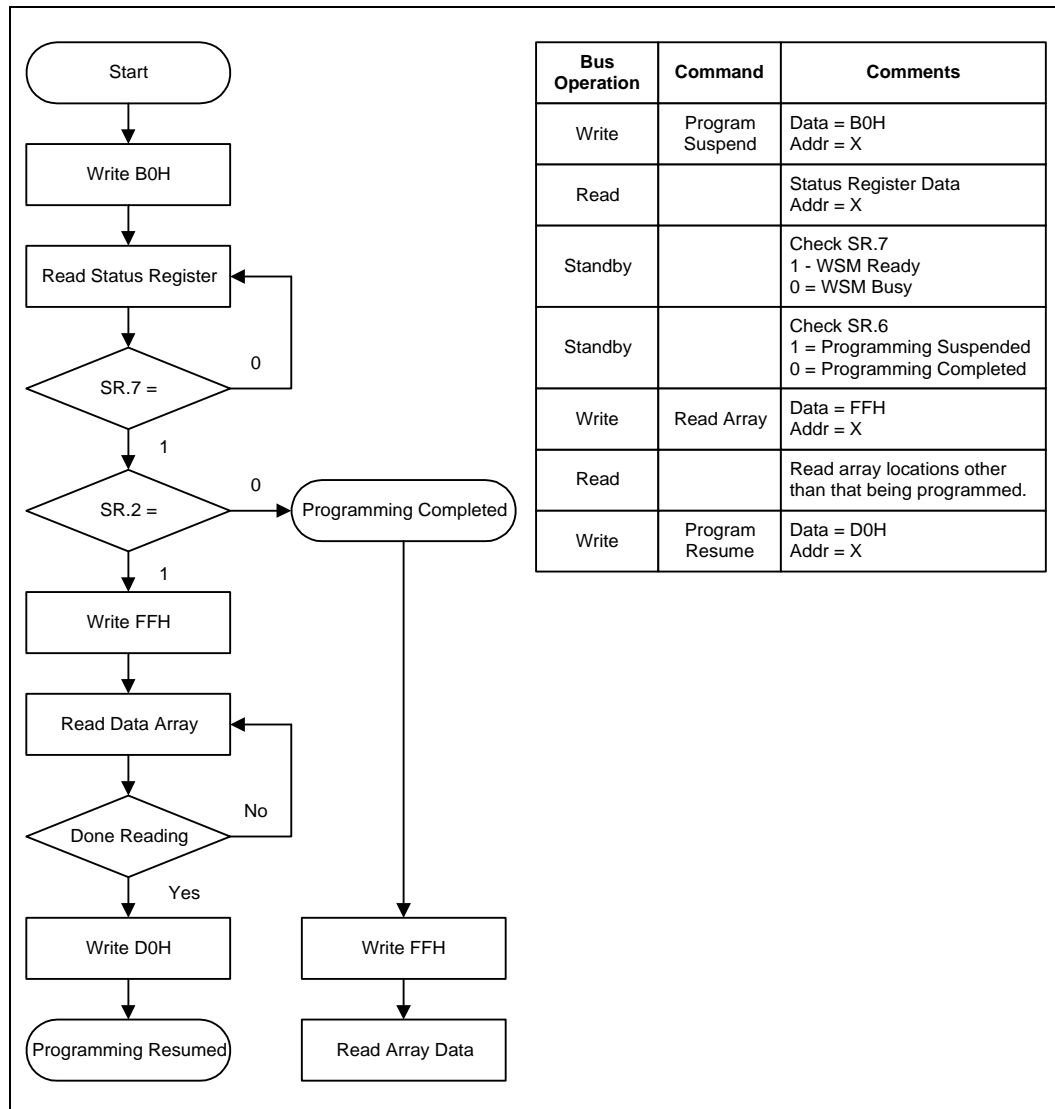 Start
Write B0H
Read Status Register
SR.7 =
0
1
SR.2 =
0
Programming Completed
1
Write FFH
Read Data Array
Done Reading
No
Yes
Write D0H
Programming Resumed
Write FFH
Read Array Data
Bus
Operation
Command
Comments
Write
Program
Suspend
Data = B0H
Addr = X
Read
Status Register Data
Addr = X
Standby
Check SR.7
1 - WSM Ready
0 = WSM Busy
Standby
Check SR.6
1 = Programming Suspended
0 = Programming Completed
Write
Read Array
Data = FFH
Addr = X
Read
Read array locations other
than that being programmed.
Write
Program
Resume
Data = D0H
Addr = X